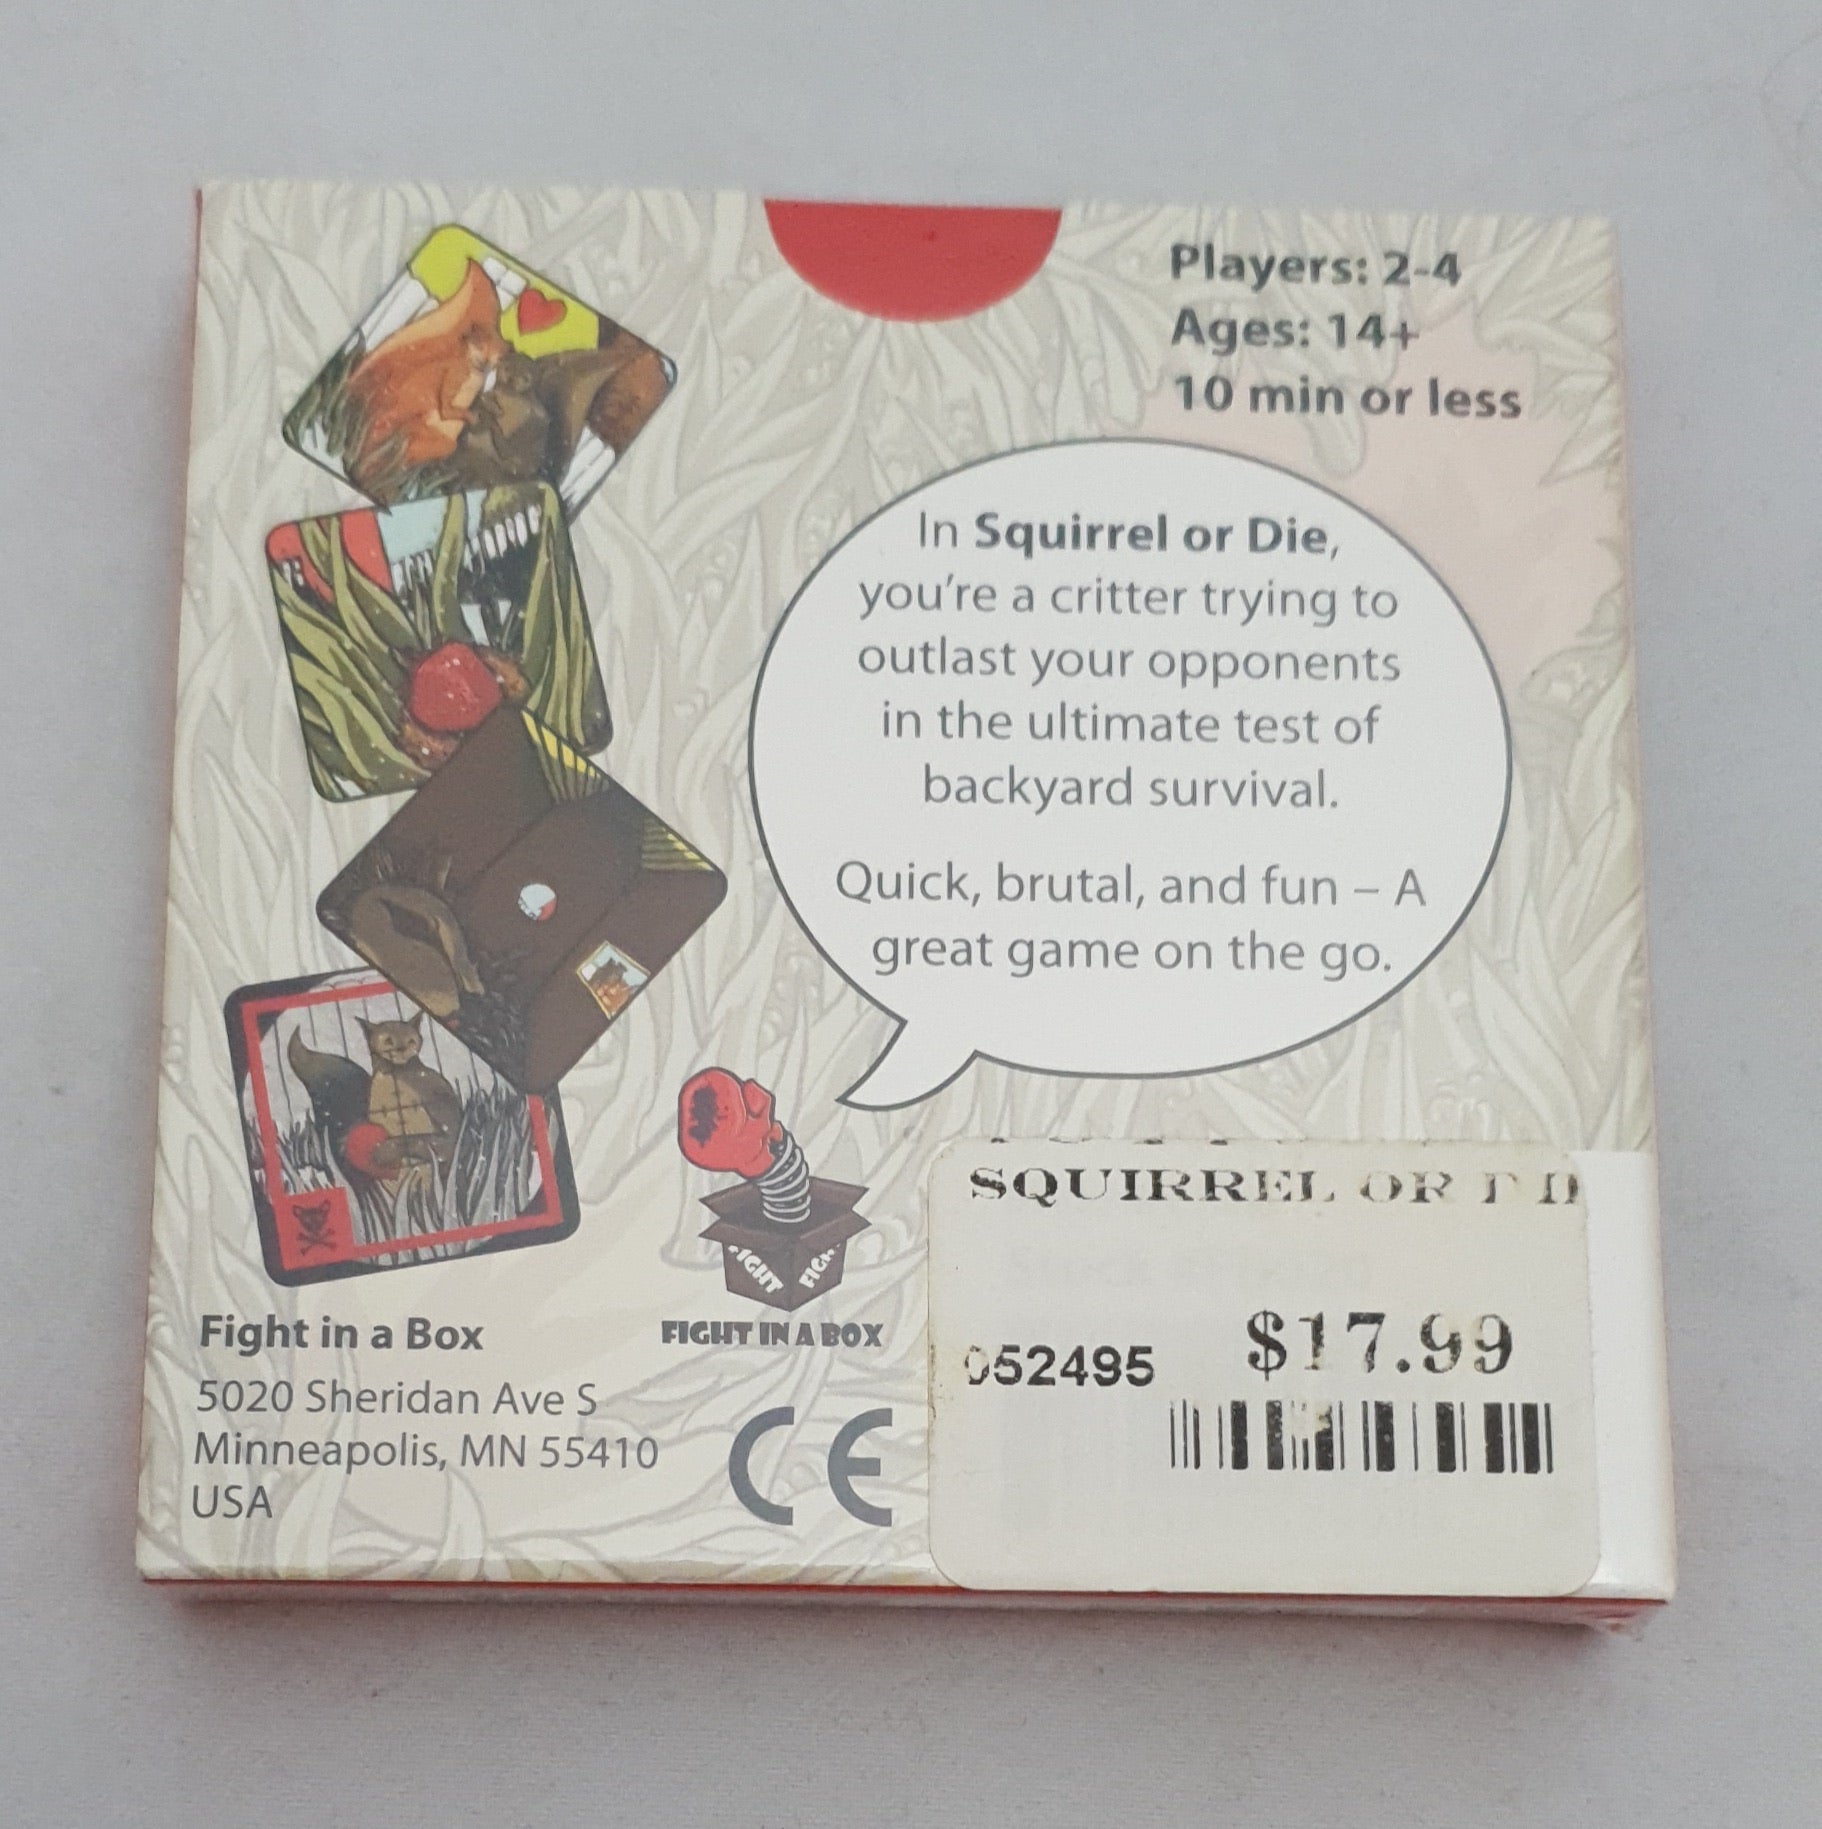 Players: 2-4
Ages: 14+
10 min or less
In Squirrel or Die,
you're a critter trying to
outlast your opponents
in the ultimate test of
backyard survival.
Quick, brutal, and fun – A
great game on the go.
FIGHT
FIGH
FIGHT IN A BOX
Fight in a Box
5020 Sheridan Ave S
Minneapolis, MN 55410
USA
CE
SQUIRREL OR
052495
$17.99